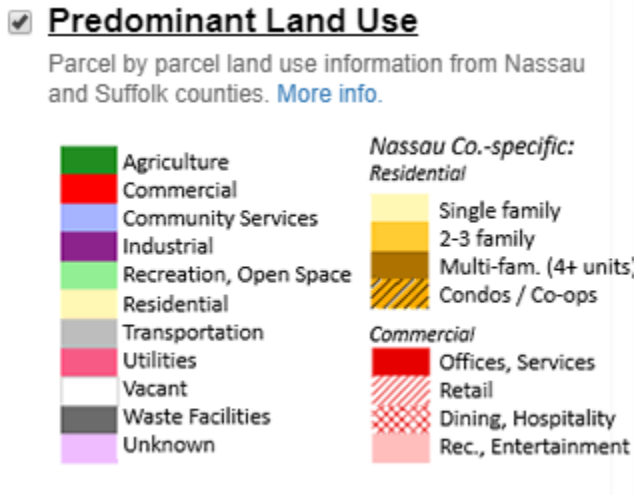 Predominant Land Use
Parcel by parcel land use information from Nassau
and Suffolk counties. More info.
Agriculture
Commercial
Community Services
Industrial
Recreation, Open Space
Residential
Transportation
Utilities
Vacant
Waste Facilities
Unknown
Nassau Co.-specific:
Residential
Single family
2-3 family
Multi-fam. (4+ units)
Condos / Co-ops
Commercial
Offices, Services
Retail
Dining, Hospitality
Rec., Entertainment